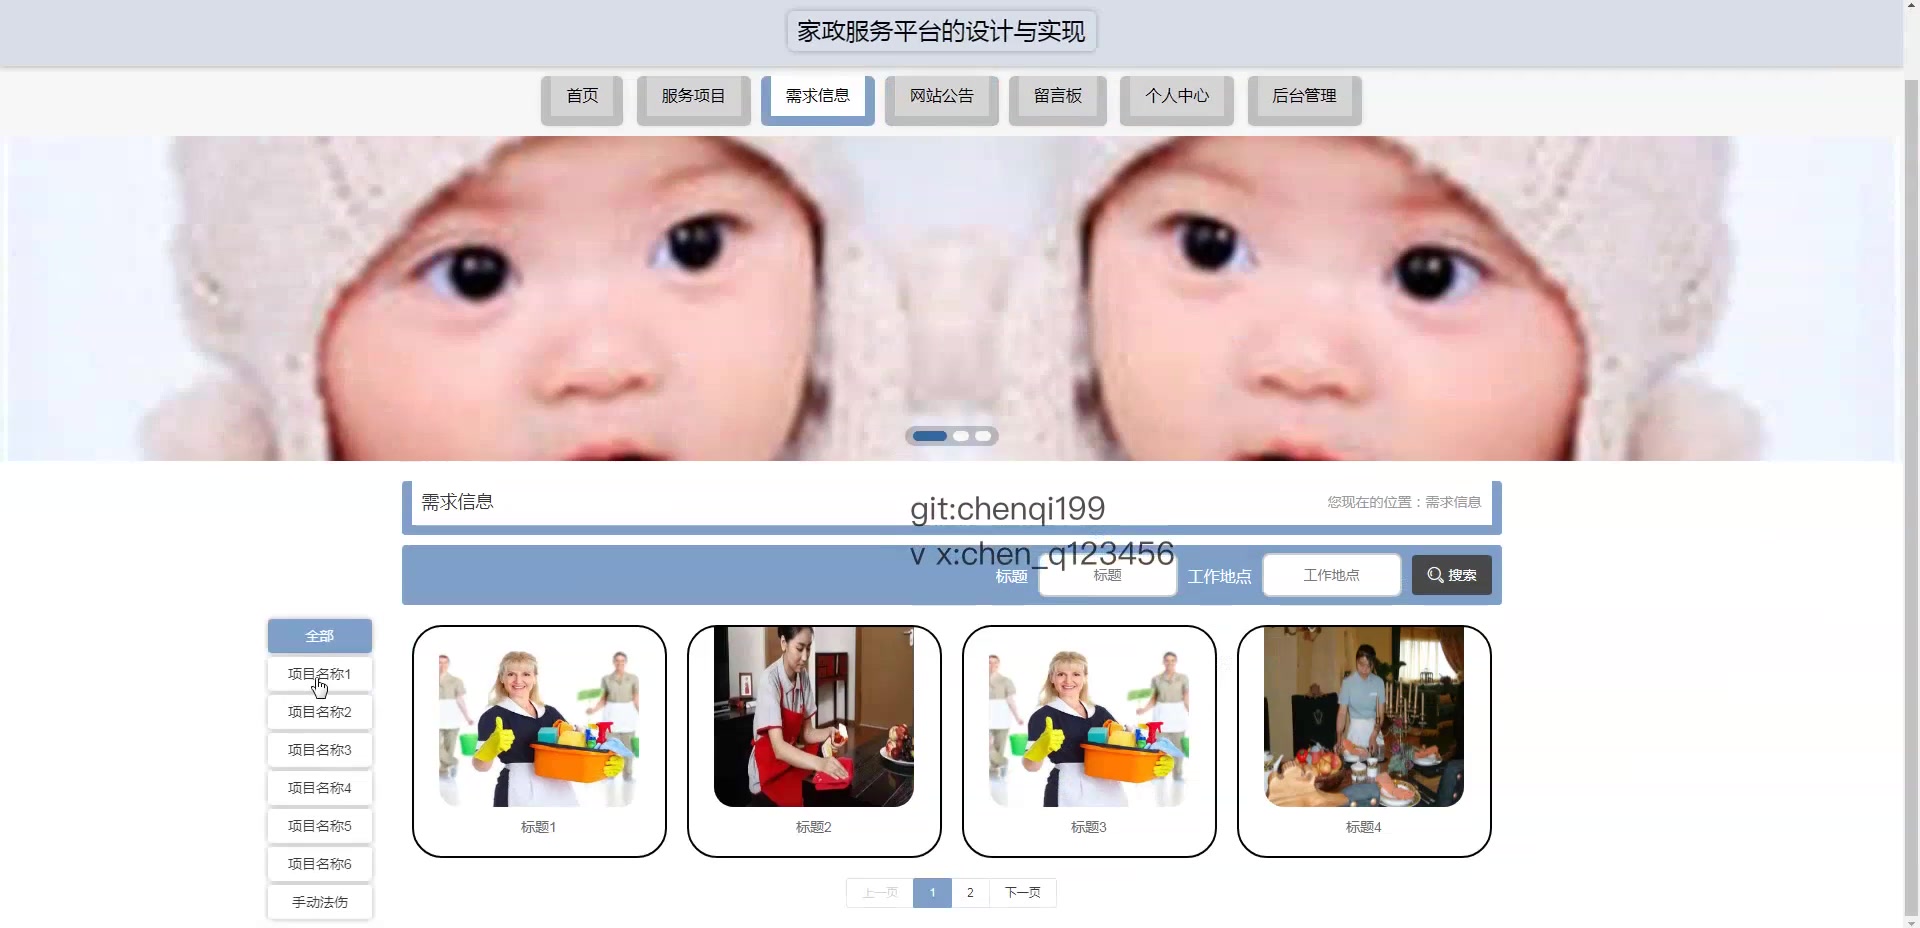 家政服务平台的设计与实现
首页 服务项目 需求信息 网站公告 留言板 个人中心 后台管理
需求信息 您现在的位置：需求信息
git:chenqi199
v x:chen_q123456
标题 标题 工作地点 工作地点 搜索
全部
项目名称1
项目名称2
项目名称3
项目名称4
项目名称5
项目名称6
手动法伤
标题1 标题2 标题3 标题4
上一页 1 2 下一页